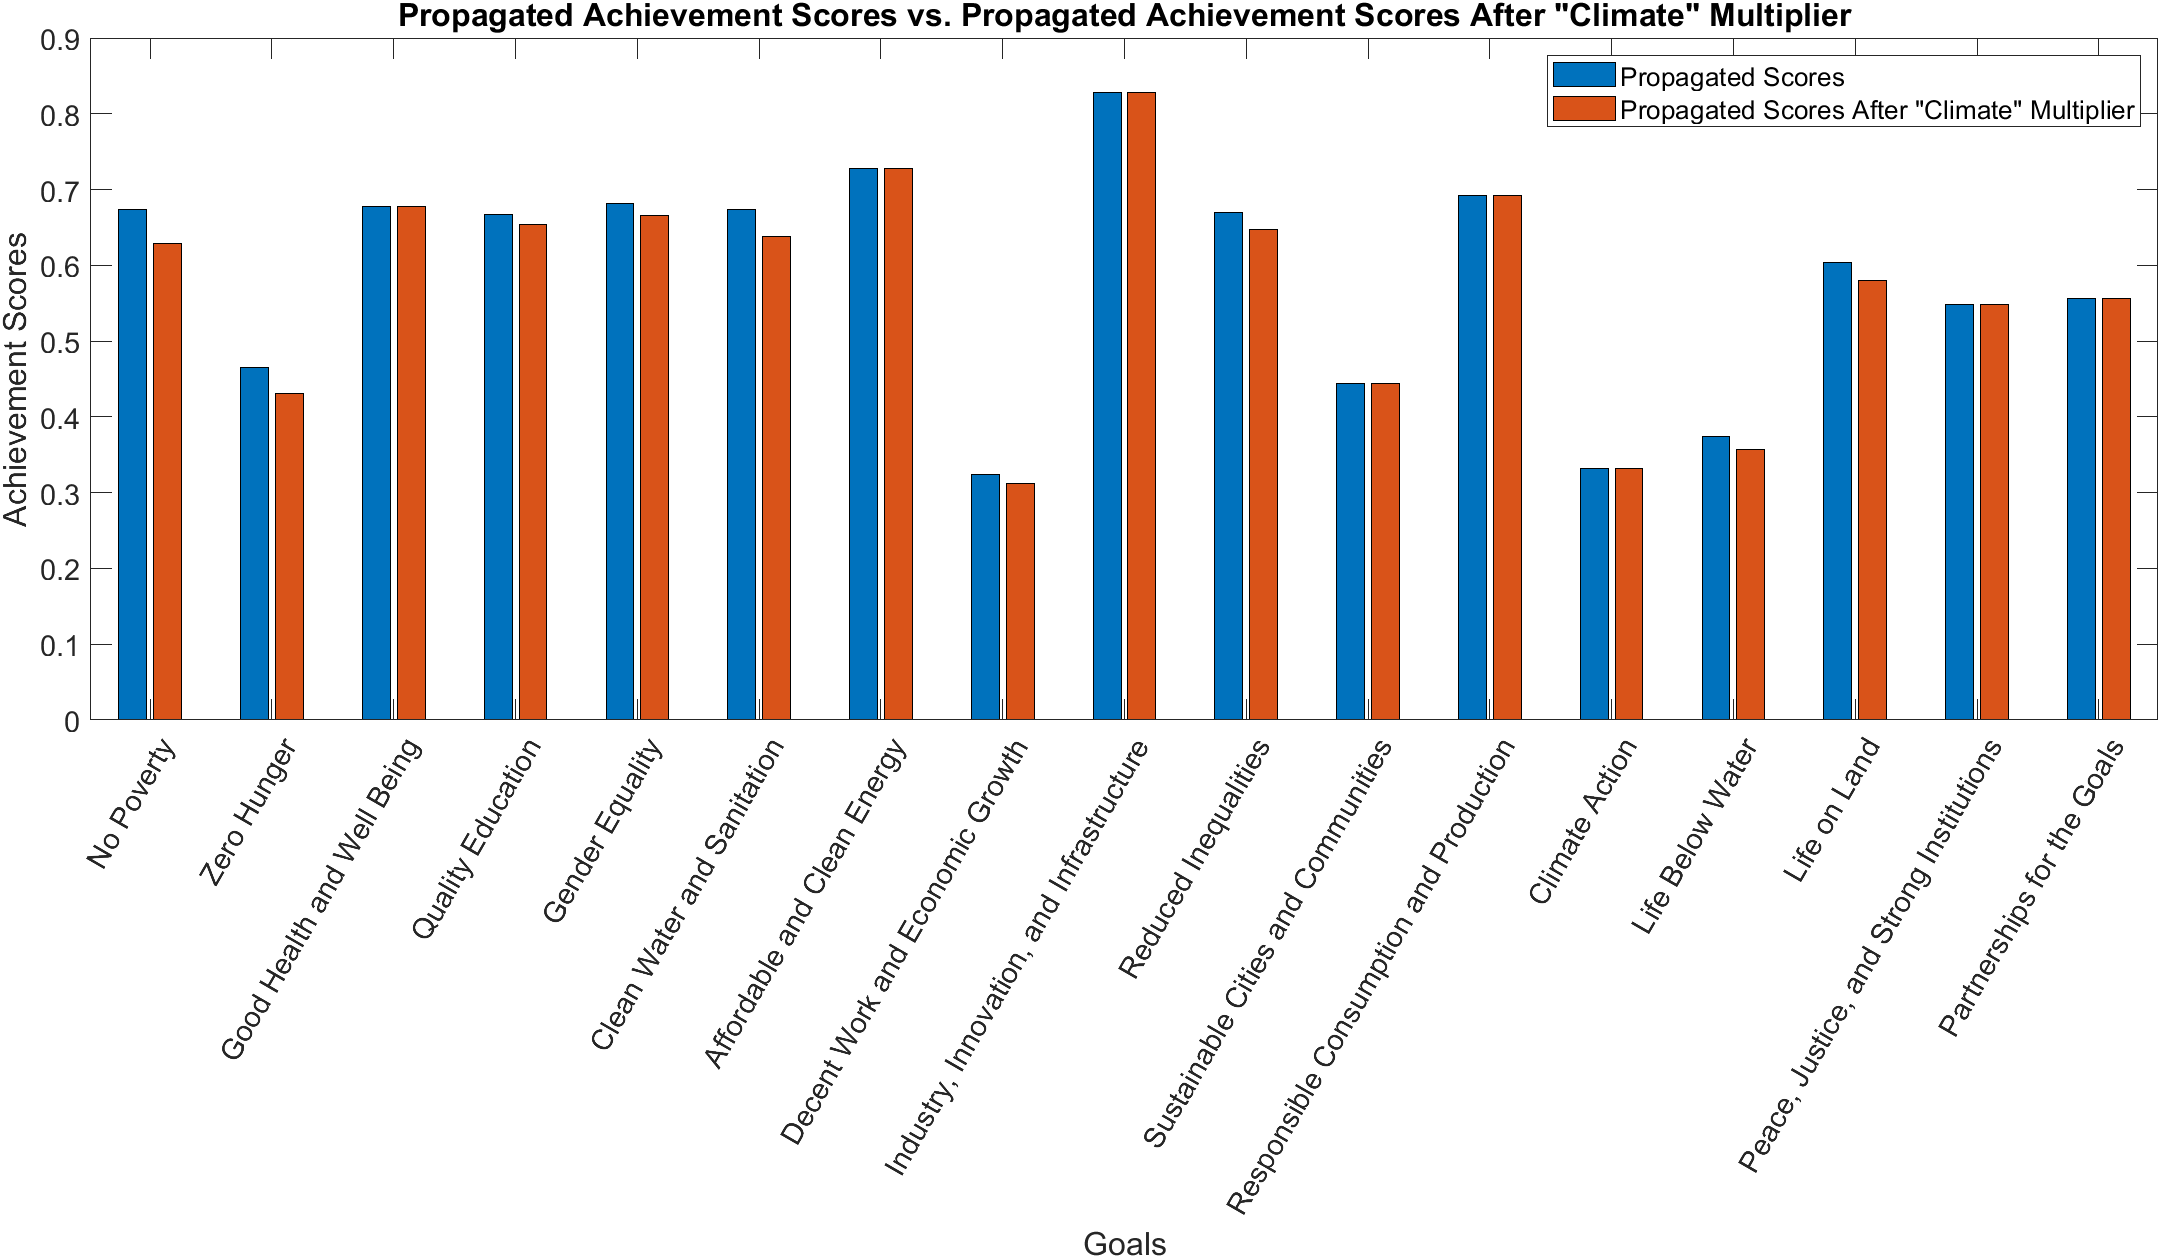 Propagated Achievement Scores vs. Propagated Achievement Scores After "Climate" Multiplier
Propagated Scores
Propagated Scores After "Climate" Multiplier
Achievement Scores
0.9
0.8
0.7
0.6
0.5
0.4
0.3
0.2
0.1
0
No Poverty
Zero Hunger
Good Health and Well Being
Quality Education
Gender Equality
Clean Water and Sanitation
Affordable and Clean Energy
Decent Work and Economic Growth
Industry, Innovation, and Infrastructure
Reduced Inequalities
Sustainable Cities and Communities
Responsible Consumption and Production
Climate Action
Life Below Water
Life on Land
Peace, Justice, and Strong Institutions
Partnerships for the Goals
Goals